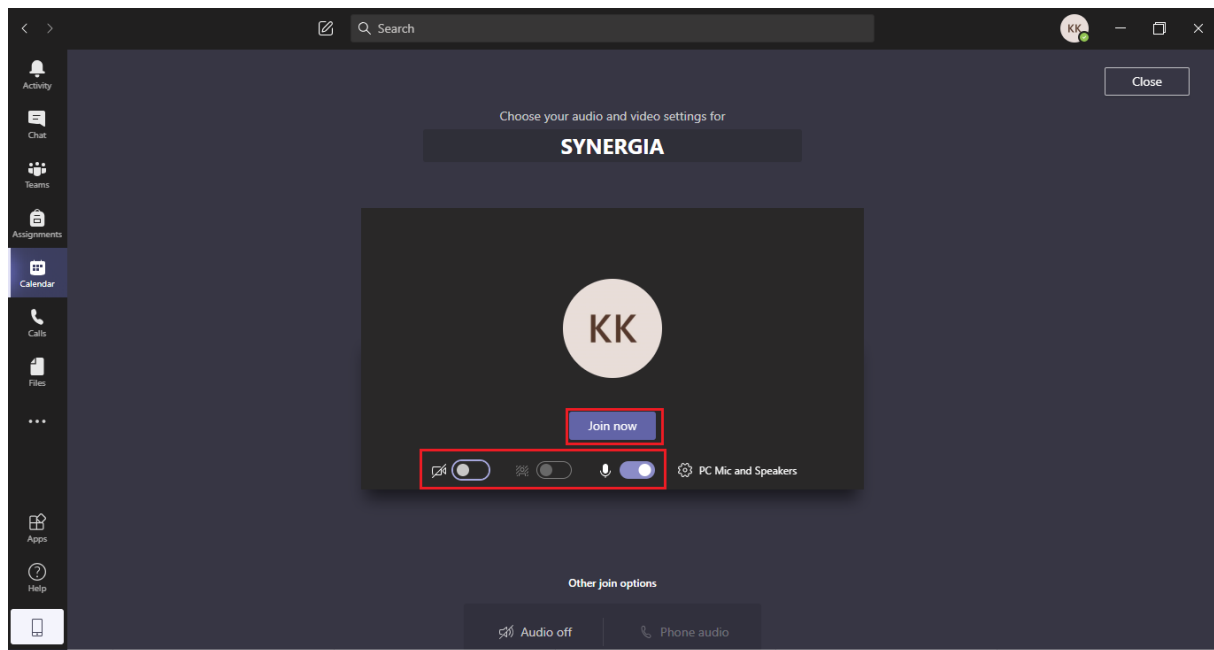 Search
KK
Activity
Chat
Teams
Assignments
Calendar
Calls
Files
Apps
Help
Close
Choose your audio and video settings for
SYNERGIA
KK
Join now
PC Mic and Speakers
Other join options
Audio off
Phone audio